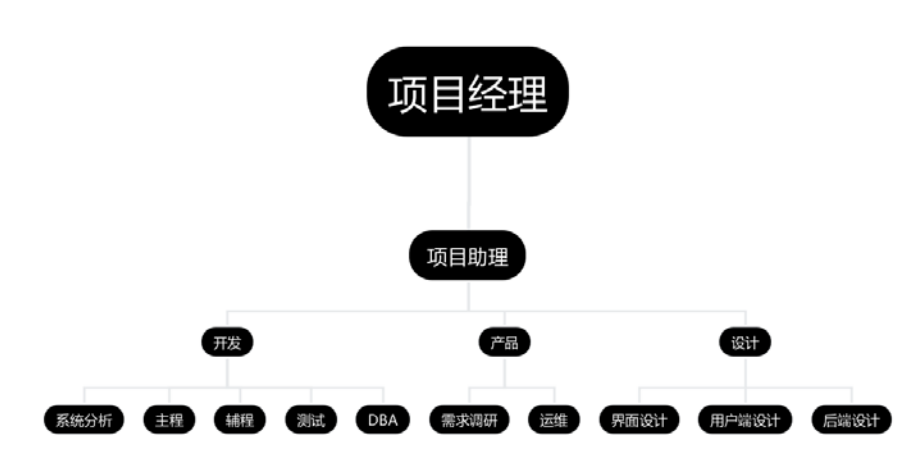 项目经理
项目助理
开发
产品
设计
系统分析
主程
辅程
测试
DBA
需求调研
运维
界面设计
用户端设计
后端设计